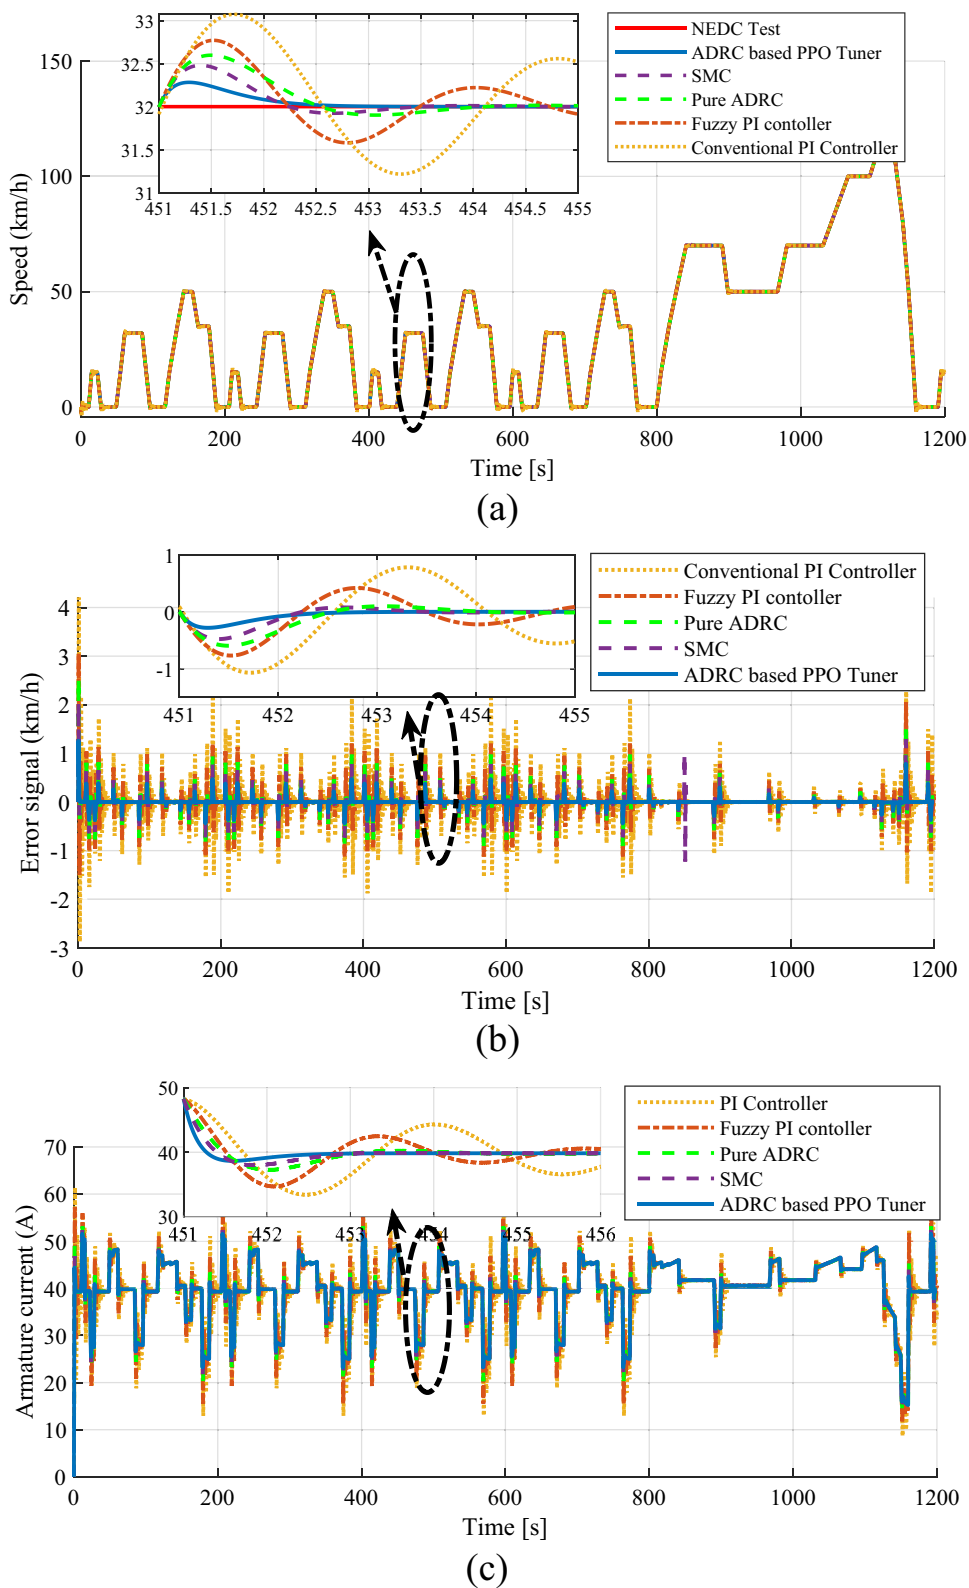 33
32.5
32
31.5
31
451 451.5 452 452.5 453 453.5 454 454.5 455
NEDC Test
ADRC based PPO Tuner
SMC
Pure ADRC
Fuzzy PI contoller
Conventional PI Controller
150
100
50
0
Speed (km/h)
0 200 400 600 800 1000 1200
Time [s]
(a)
1
0
-1
451 452 453 454 455
Conventional PI Controller
Fuzzy PI contoller
Pure ADRC
SMC
ADRC based PPO Tuner
4
3
2
1
0
-1
-2
-3
Error signal (km/h)
0 200 400 600 800 1000 1200
Time [s]
(b)
50
40
30
451 452 453 454 455 456
PI Controller
Fuzzy PI contoller
Pure ADRC
SMC
ADRC based PPO Tuner
70
60
50
40
30
20
10
0
Armature current (A)
0 200 400 600 800 1000 1200
Time [s]
(c)